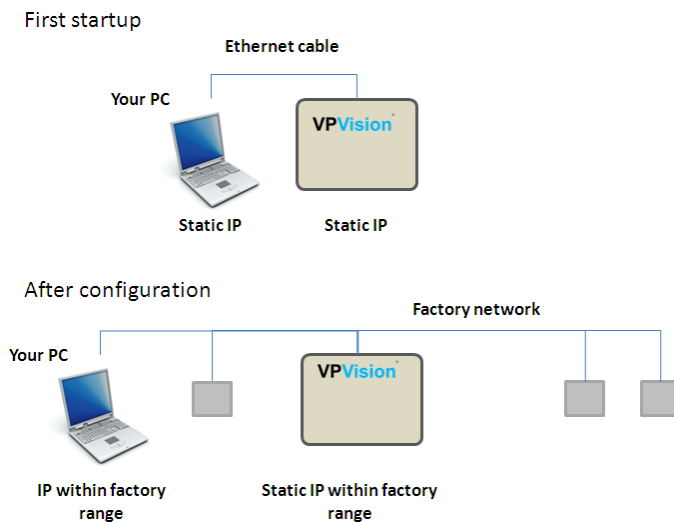 First startup
Ethernet cable
Your PC
VPVision
Static IP
Static IP
After configuration
Factory network
Your PC
VPVision
IP within factory
range
Static IP within factory
range